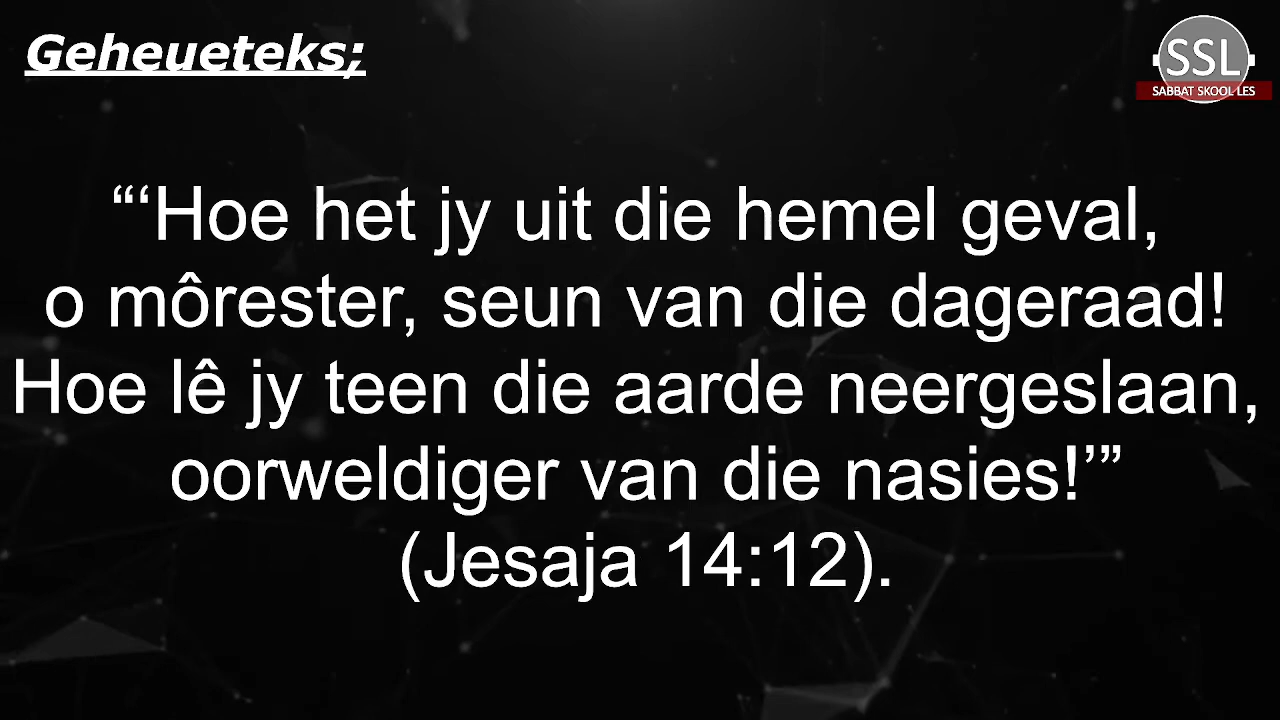 Geheueteks;
SSL
SABBAT SKOOL LES
“‘Hoe het jy uit die hemel geval,
o môrester, seun van die dageraad!
Hoe lê jy teen die aarde neergeslaan,
oorweldiger van die nasies!’”
(Jesaja 14:12).